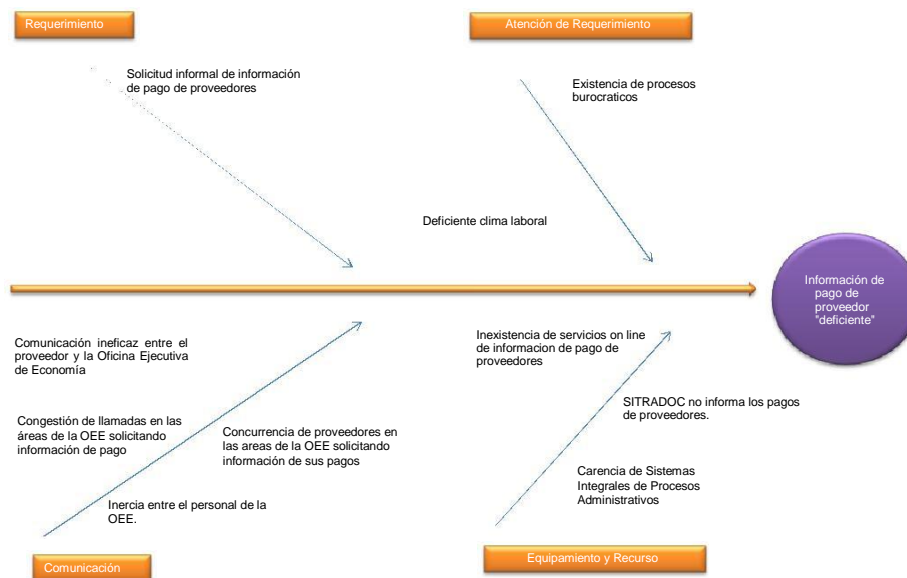 Requerimiento
Atención de Requerimiento
Solicitud informal de información
de pago de proveedores
Existencia de procesos
burocraticos
Deficiente clima laboral
Información de
pago de
proveedor
"deficiente"
Comunicación ineficaz entre el
proveedor y la Oficina Ejecutiva
de Economía
Inexistencia de servicios on line
de informacion de pago de
proveedores
Congestión de llamadas en las
áreas de la OEE solicitando
información de pago
Concurrencia de proveedores en
las areas de la OEE solicitando
información de sus pagos
SITRADOC no informa los pagos
de proveedores.
Carencia de Sistemas
Integrales de Procesos
Administrativos
Inercia entre el personal de la
OEE.
Comunicación
Equipamiento y Recurso